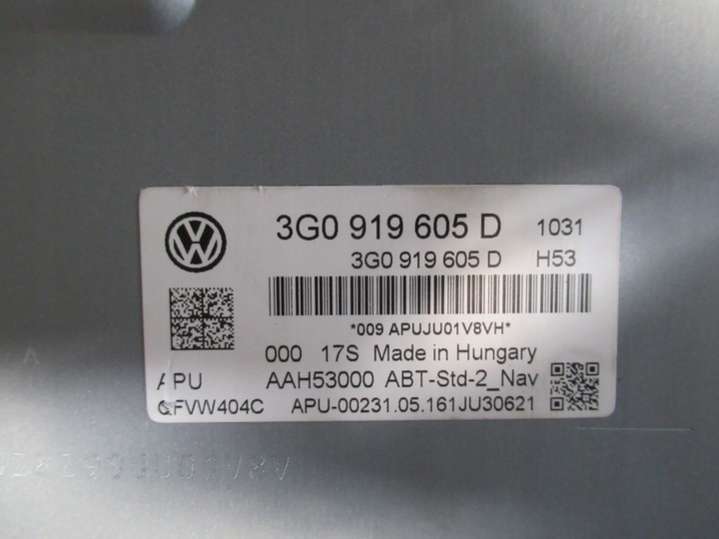 3G0 919 605 D 1031
3G0 919 605 D H53
*009 APUJU01V8VH*
000 17S Made in Hungary
APU AAH53000 ABT-Std-2_Nav
CFVW404C APU-00231.05.161JU30621